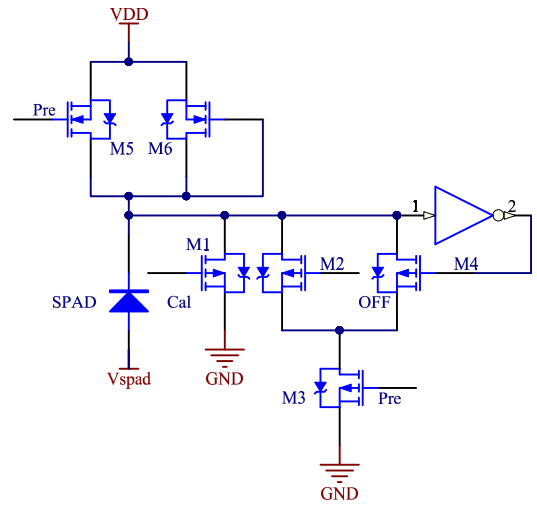 VDD
Pre
M5 M6
M1
1 2
M2
M4
SPAD
Cal
OFF
Vspad
GND
M3
Pre
GND